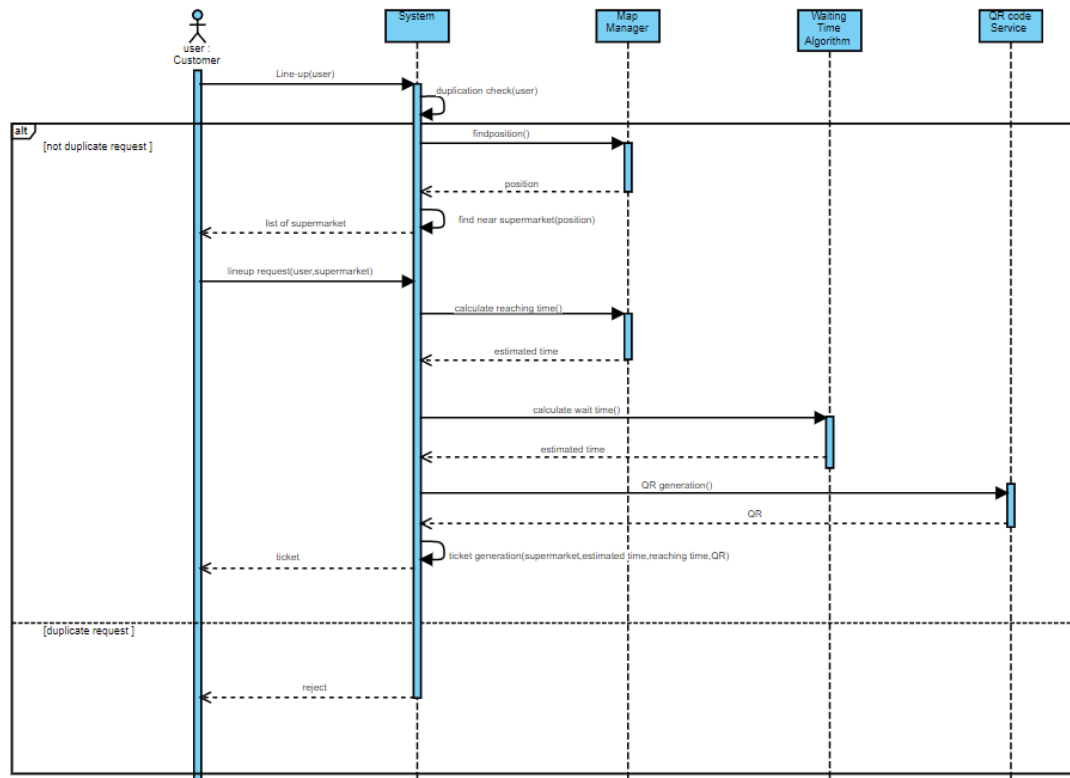 System
Map
Manager
Waiting
Time
Algorithm
QR code
Service
user :
Customer
Line-up(user)
duplication check(user)
alt
[not duplicate request ]
findposition()
position
find near supermarket(position)
list of supermarket
lineup request(user,supermarket)
calculate reaching time()
estimated time
calculate wait time()
estimated time
QR generation()
QR
ticket generation(supermarket,estimated time,reaching time,QR)
ticket
[duplicate request ]
reject